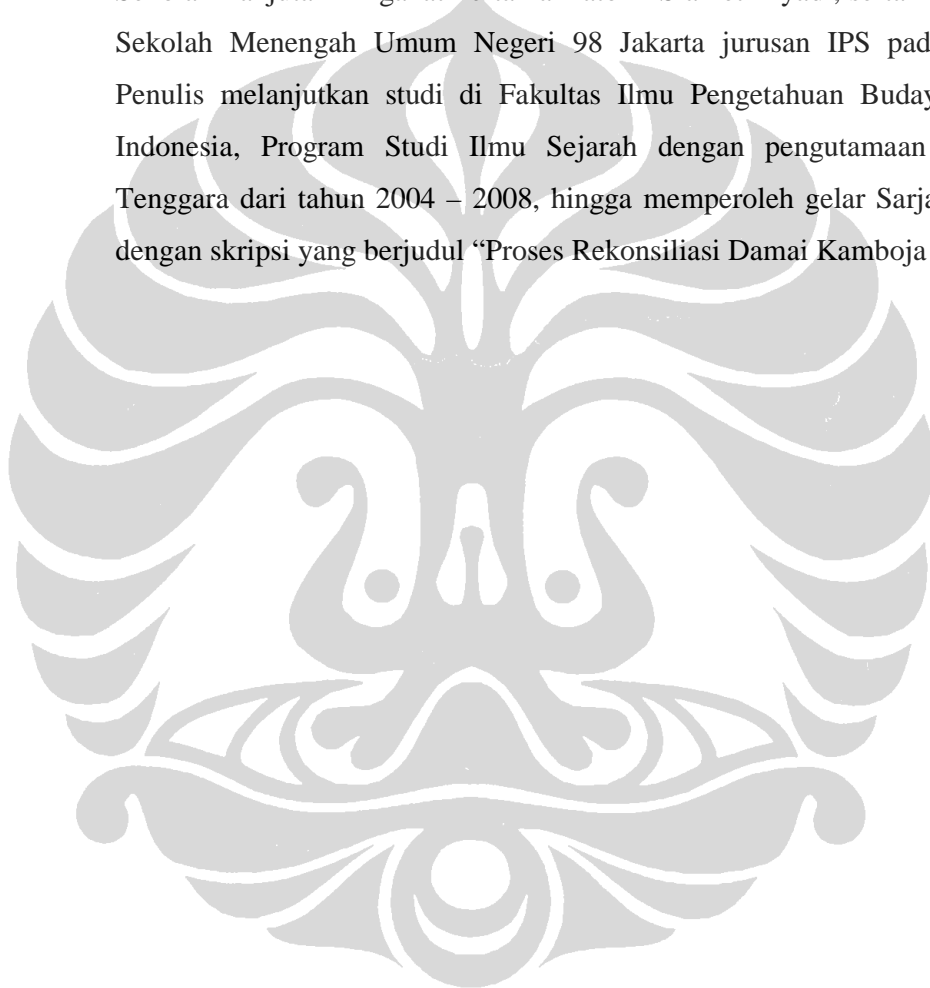 Sekolah Menengah Umum Negeri 98 Jakarta jurusan IPS pad
Penulis melanjutkan studi di Fakultas Ilmu Pengetahuan Buday
Indonesia, Program Studi Ilmu Sejarah dengan pengutamaan
Tenggara dari tahun 2004 – 2008, hingga memperoleh gelar Sarja
dengan skripsi yang berjudul “Proses Rekonsiliasi Damai Kamboja